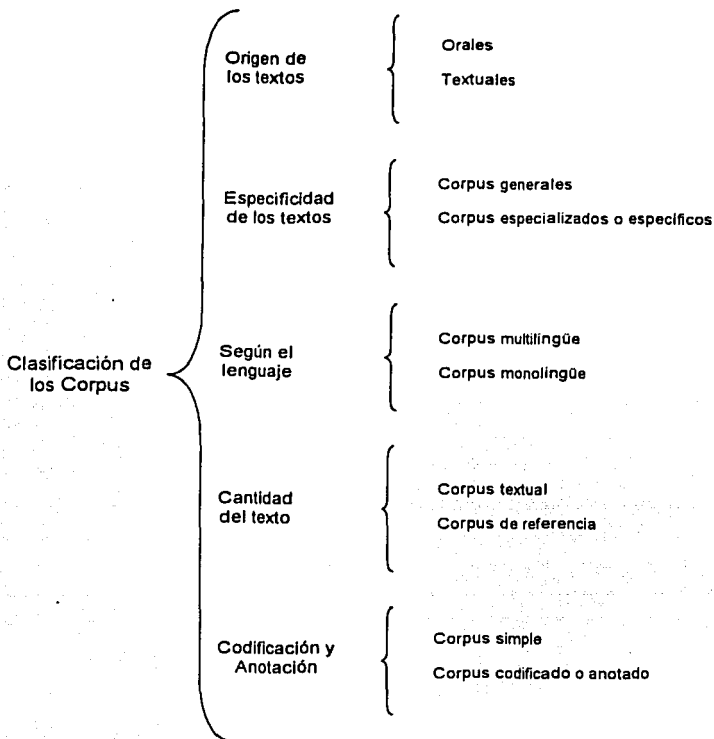 Origen de
los textos
Orales
Textuales
Especificidad
de los textos
Corpus generales
Corpus especializados o específicos
Clasificación de
los Corpus
Según el
lenguaje
Corpus multilingüe
Corpus monolingüe
Cantidad
del texto
Corpus textual
Corpus de referencia
Codificación y
Anotación
Corpus simple
Corpus codificado o anotado